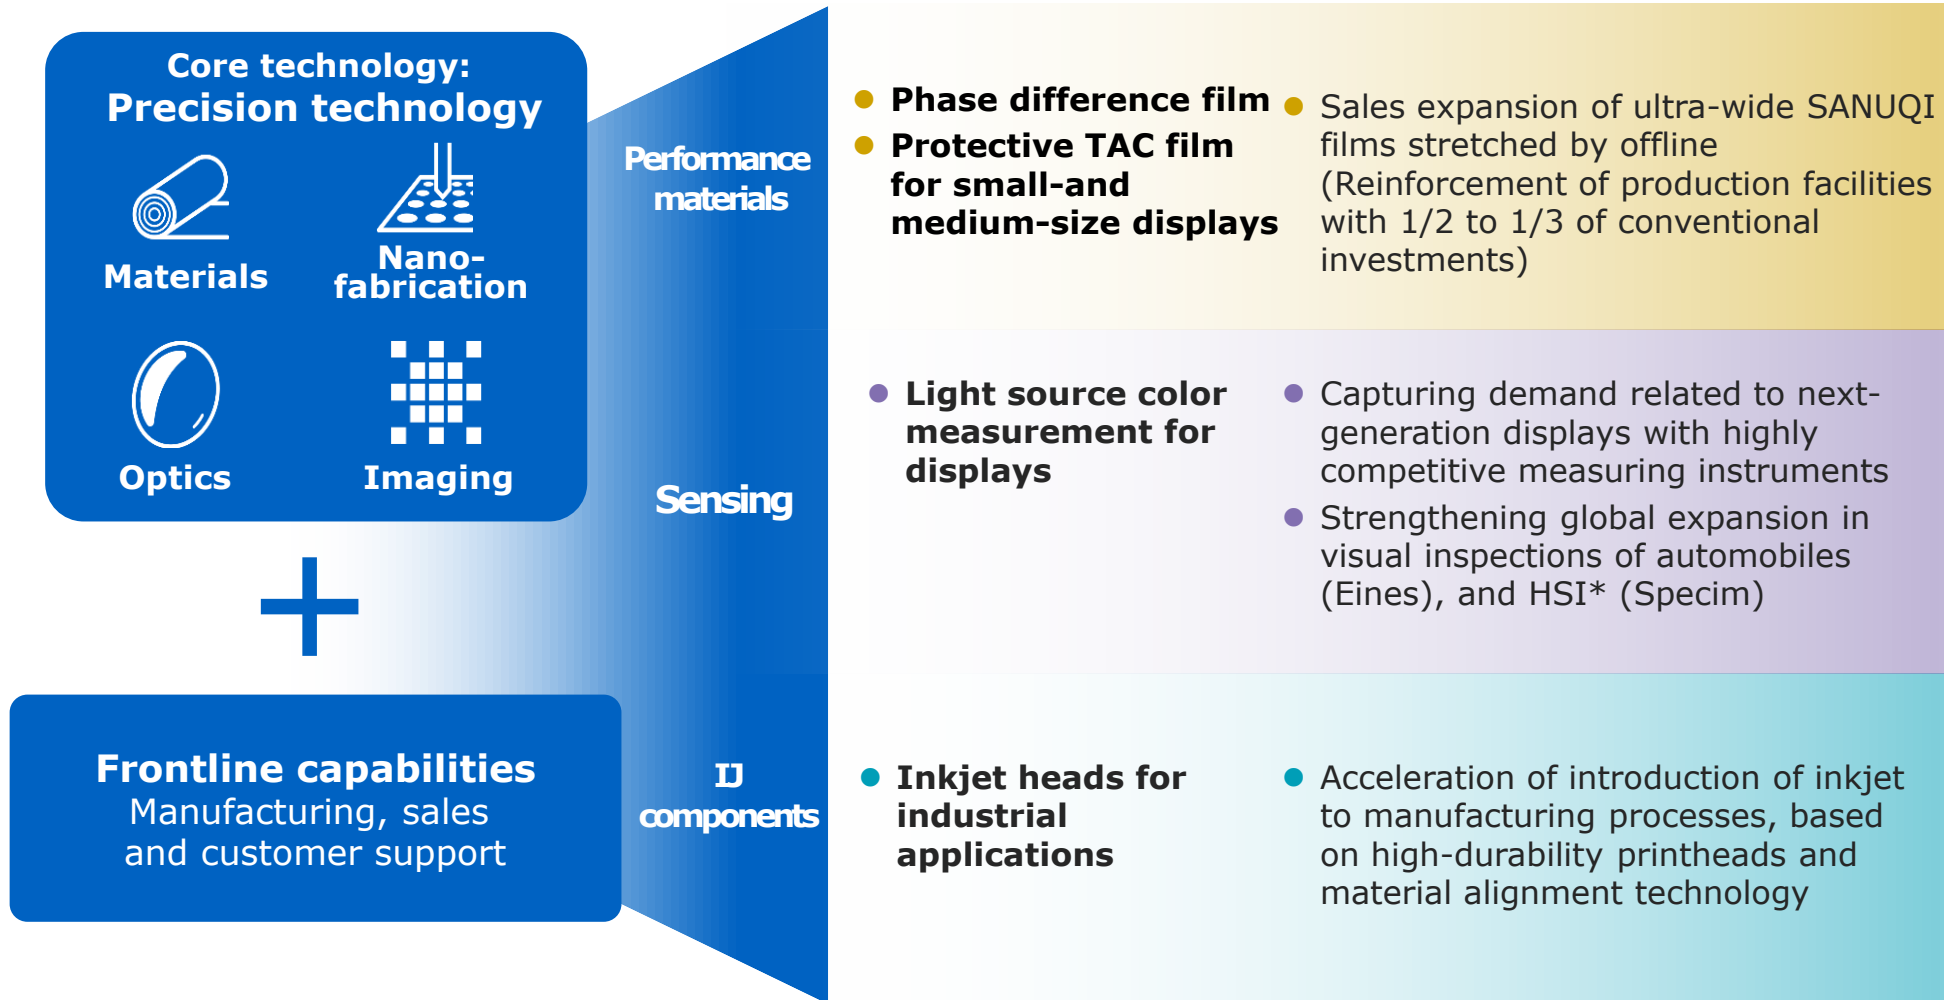 Core technology:
Precision technology
Materials
Nano-
fabrication
Optics
Imaging
Frontline capabilities
Manufacturing, sales
and customer support
Performance
materials
● Phase difference film
● Protective TAC film
for small-and
medium-size displays
● Sales expansion of ultra-wide SANUQI
films stretched by offline
(Reinforcement of production facilities
with 1/2 to 1/3 of conventional
investments)
Sensing
● Light source color
measurement for
displays
● Capturing demand related to next-
generation displays with highly
competitive measuring instruments
● Strengthening global expansion in
visual inspections of automobiles
(Eines), and HSI* (Specim)
IJ
components
● Inkjet heads for
industrial
applications
● Acceleration of introduction of inkjet
to manufacturing processes, based
on high-durability printheads and
material alignment technology